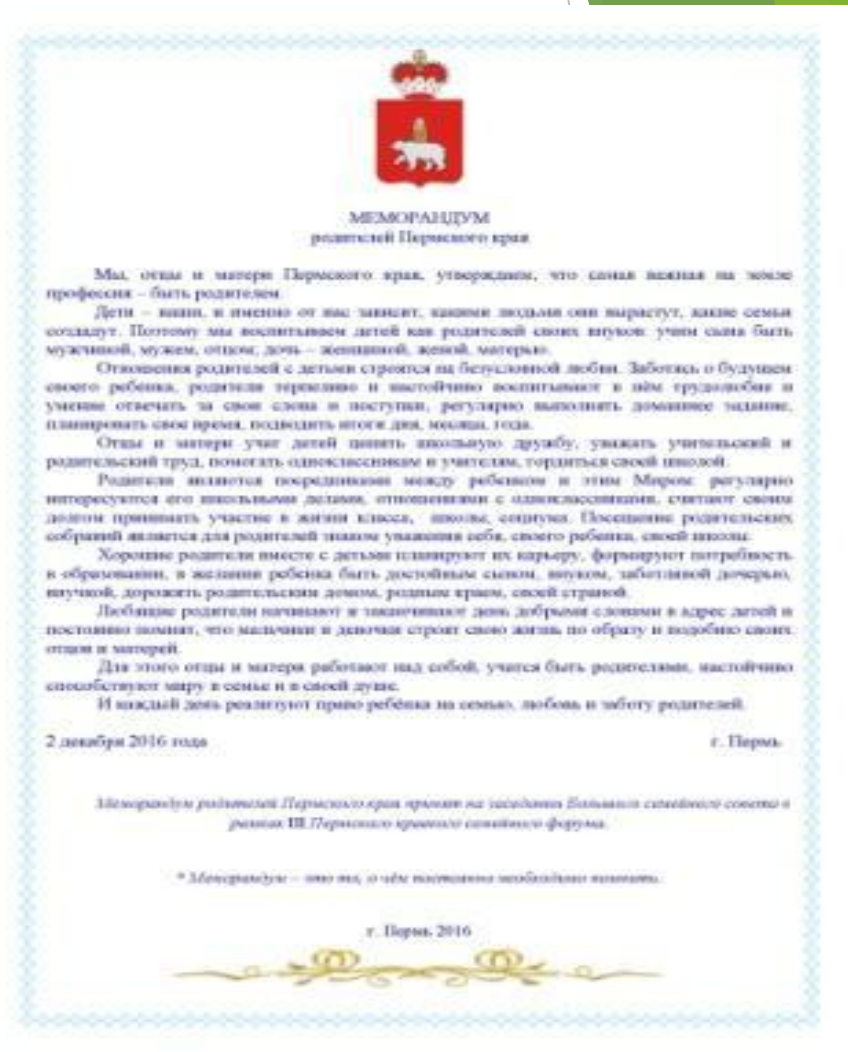 МЕМОРАНДУМ
родителей Пермского края
Мы, отцы и матери Пермского края, утверждаем, что самая важная на земле
профессия – быть родителем.
Дети – наши, и именно от нас зависит, какими людьми они вырастут, какие семьи
создадут. Поэтому мы воспитываем детей как родителей своих внуков: учим сына быть
мужчиной, мужем, отцом; дочь – женщиной, женой, матерью.
Отношения родителей с детьми строятся на безусловной любви. Заботясь о будущем
своего ребенка, родители терпеливо и настойчиво воспитывают в нём трудолюбие и
умение отвечать за свои слова и поступки, регулярно выполнять домашнее задание,
планировать свое время, подводить итоги дня, месяца, года.
Отцы и матери учат детей ценить школьную дружбу, уважать учительский и
родительский труд, помогать одноклассникам и учителям, гордиться своей школой.
Родители являются посредниками между ребенком и этим Миром: регулярно
интересуются его школьными делами, отношениями с одноклассниками, считают своим
долгом принимать участие в жизни класса, школы, социума. Посещение родительских
собраний является для родителей знаком уважения себя, своего ребенка, своей школы.
Хорошие родители вместе с детьми планируют их карьеру, формируют потребность
в образовании, в желании ребенка быть достойным сыном, внуком, заботливой дочерью,
внучкой, дорожить родительским домом, родным краем, своей страной.
Любящие родители начинают и заканчивают день добрыми словами в адрес детей и
постоянно помнят, что мальчики и девочки строят свою жизнь по образу и подобию своих
отцов и матерей.
Для этого отцы и матери работают над собой, учатся быть родителями, настойчиво
способствуют миру в семье и в своей душе.
И каждый день реализуют право ребёнка на семью, любовь и заботу родителей.
2 декабря 2016 года г. Пермь
Меморандум родителей Пермского края принят на заседании Большого семейного совета в
рамках III Пермского краевого семейного форума.
* Меморандум – это то, о чём постоянно необходимо помнить.
г. Пермь 2016